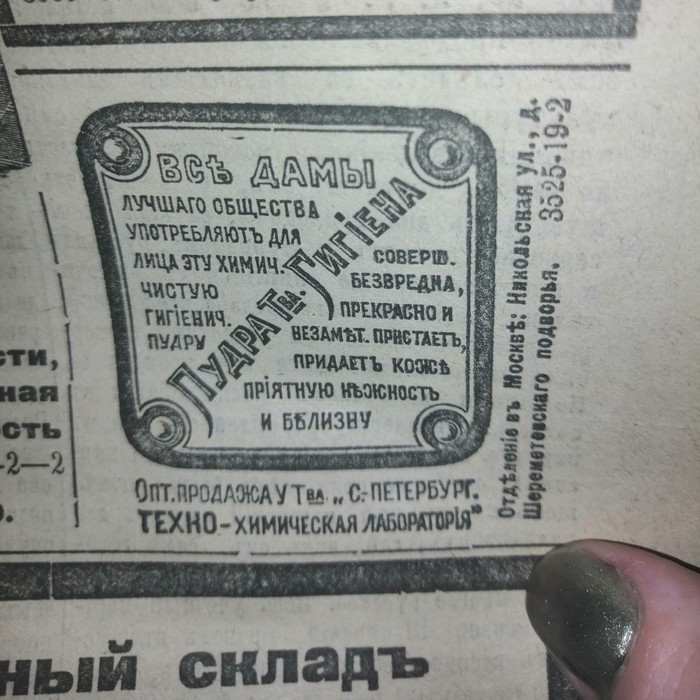 ВСѢ ДАМЫ
ЛУЧШАГО ОБЩЕСТВА
УПОТРЕБЛЯЮТЪ ДЛЯ
ЛИЦА ЭТУ ХИМИЧ.
ЧИСТУЮ
ГИГІЕНИЧ.
ПУДРУ
ПУДРА Т-ВА. ГИГІЕНА
СОВЕРШ.
БЕЗВРЕДНА,
ПРЕКРАСНО И
НЕЗАМѢТ. ПРИСТАЕТЪ,
ПРИДАЕТЪ КОЖѢ
ПРІЯТНУЮ НѢЖНОСТЬ
И БѢЛИЗНУ
ОПТ. ПРОДАЖА У Т-ВА „С.-ПЕТЕРБУРГ.
ТЕХНО-ХИМИЧЕСКАЯ ЛАБОРАТОРІЯ"
Отдѣленіе въ Москвѣ: Никольская ул., д.
Шереметевскаго подворья. 3525-19-2
сти,
ная
ость
-2—2
ный складъ